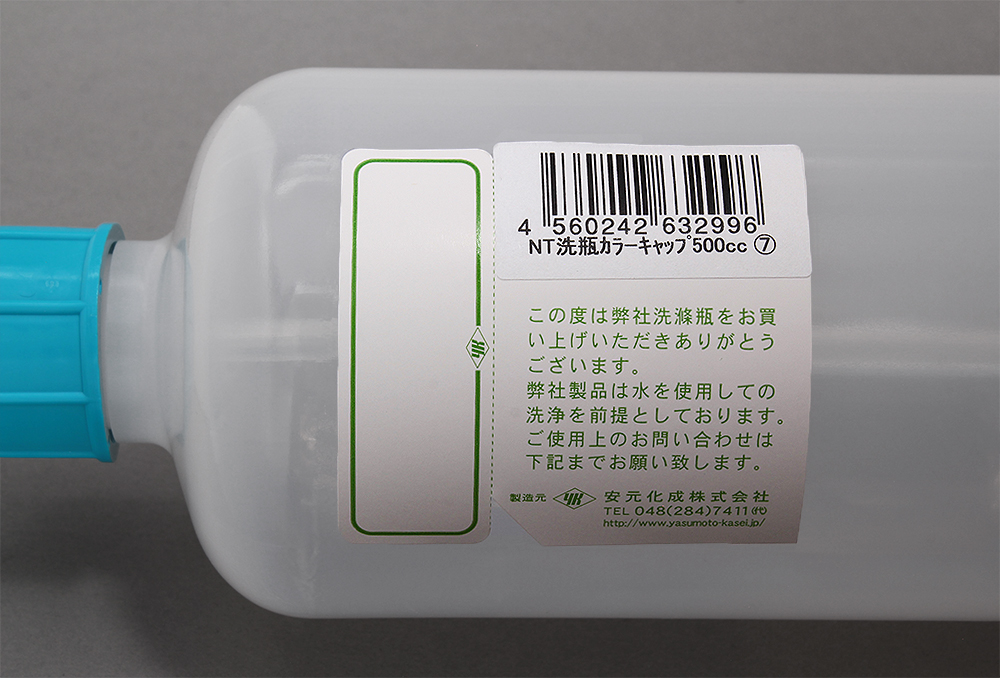 4 560242 632996
NT洗瓶カラーキャップ500cc ⑦
この度は弊社洗滌瓶をお買
い上げいただきありがとう
ございます。
弊社製品は水を使用しての
洗浄を前提としております。
ご使用上のお問い合わせは
下記までお願い致します。
製造元 YK 安元化成株式会社
TEL 048(284)7411㈹
http://www.yasumoto-kasei.jp/
YK